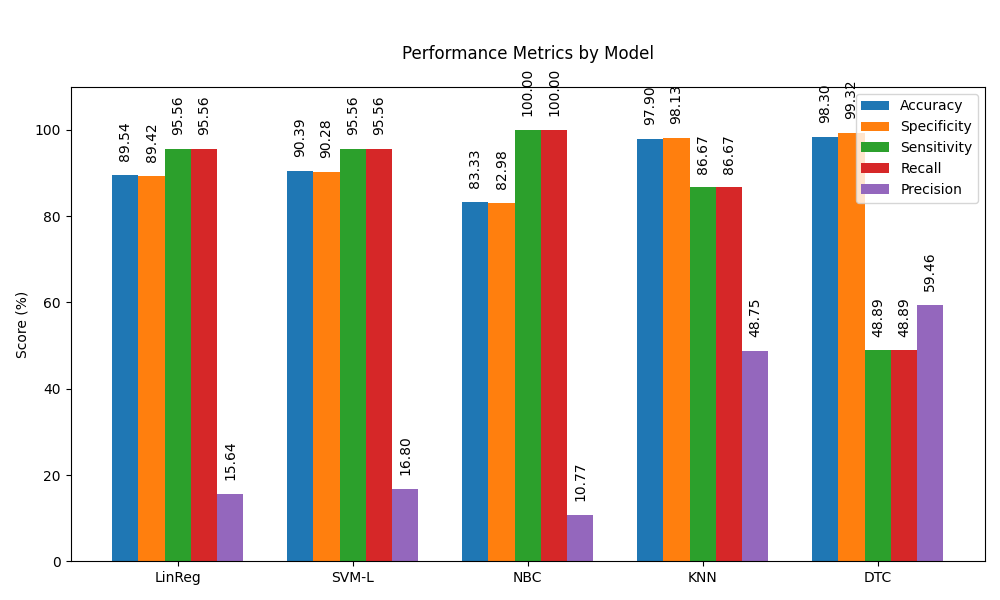 Performance Metrics by Model
Score (%)
100
80
60
40
20
0
89.54
89.42
95.56
95.56
15.64
90.39
90.28
95.56
95.56
16.80
83.33
82.98
100.00
100.00
10.77
97.90
98.13
86.67
86.67
48.75
98.30
99.32
48.89
48.89
59.46
Accuracy
Specificity
Sensitivity
Recall
Precision
LinReg
SVM-L
NBC
KNN
DTC